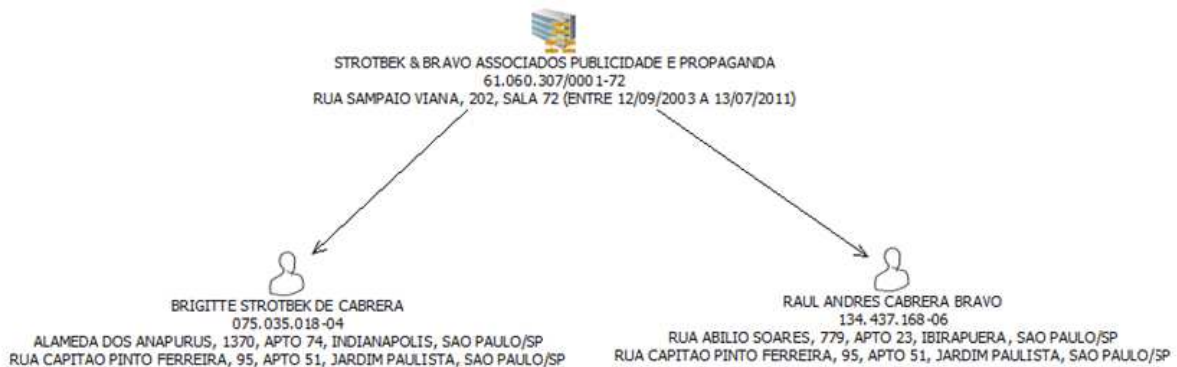 STROTBEK & BRAVO ASSOCIADOS PUBLICIDADE E PROPAGANDA
61.060.307/0001-72
RUA SAMPAIO VIANA, 202, SALA 72 (ENTRE 12/09/2003 A 13/07/2011)
BRIGITTE STROTBEK DE CABRERA
075.035.018-04
ALAMEDA DOS ANAPURUS, 1370, APTO 74, INDIANAPOLIS, SAO PAULO/SP
RUA CAPITAO PINTO FERREIRA, 95, APTO 51, JARDIM PAULISTA, SAO PAULO/SP
RAUL ANDRES CABRERA BRAVO
134.437.168-06
RUA ABILIO SOARES, 779, APTO 23, IBIRAPUERA, SAO PAULO/SP
RUA CAPITAO PINTO FERREIRA, 95, APTO 51, JARDIM PAULISTA, SAO PAULO/SP